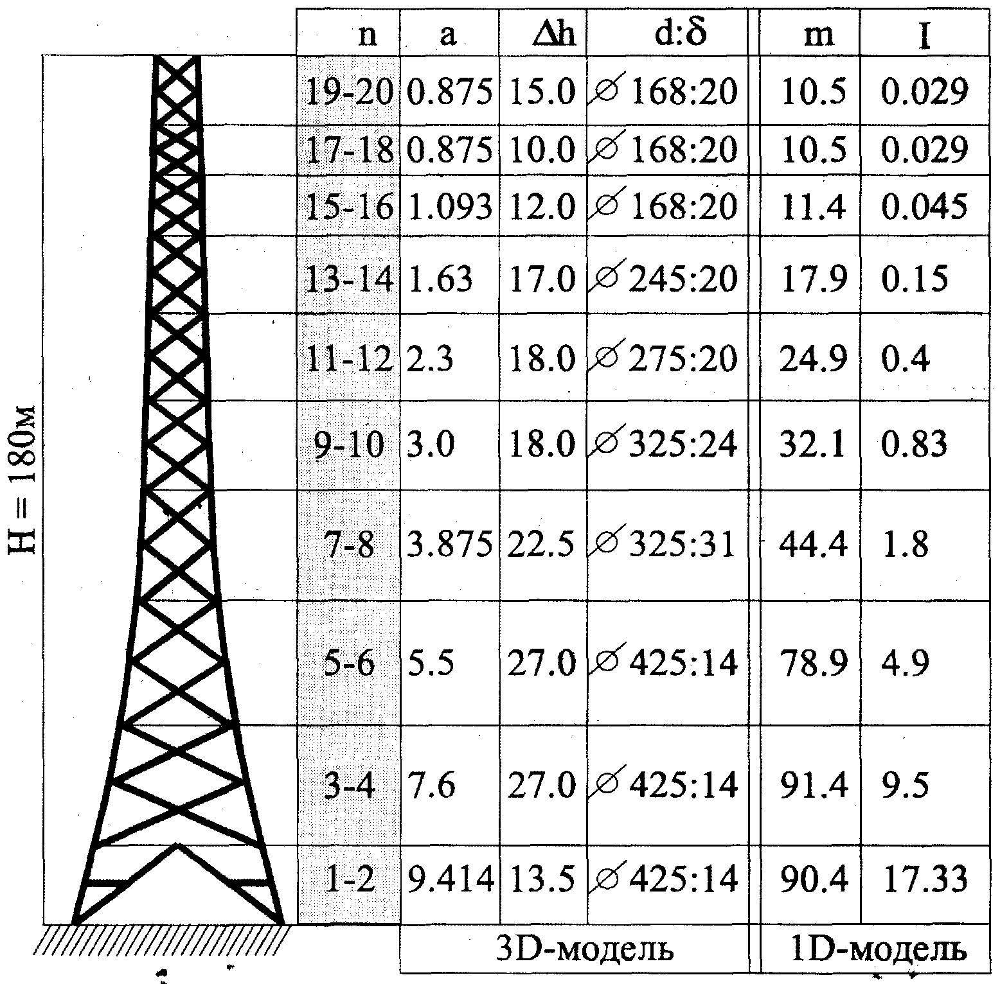 n a Δh d:δ m I
19-20 0.875 15.0 ∅ 168:20 10.5 0.029
17-18 0.875 10.0 ∅ 168:20 10.5 0.029
15-16 1.093 12.0 ∅ 168:20 11.4 0.045
13-14 1.63 17.0 ∅ 245:20 17.9 0.15
11-12 2.3 18.0 ∅ 275:20 24.9 0.4
9-10 3.0 18.0 ∅ 325:24 32.1 0.83
7-8 3.875 22.5 ∅ 325:31 44.4 1.8
5-6 5.5 27.0 ∅ 425:14 78.9 4.9
3-4 7.6 27.0 ∅ 425:14 91.4 9.5
1-2 9.414 13.5 ∅ 425:14 90.4 17.33
3D-модель 1D-модель
H = 180м